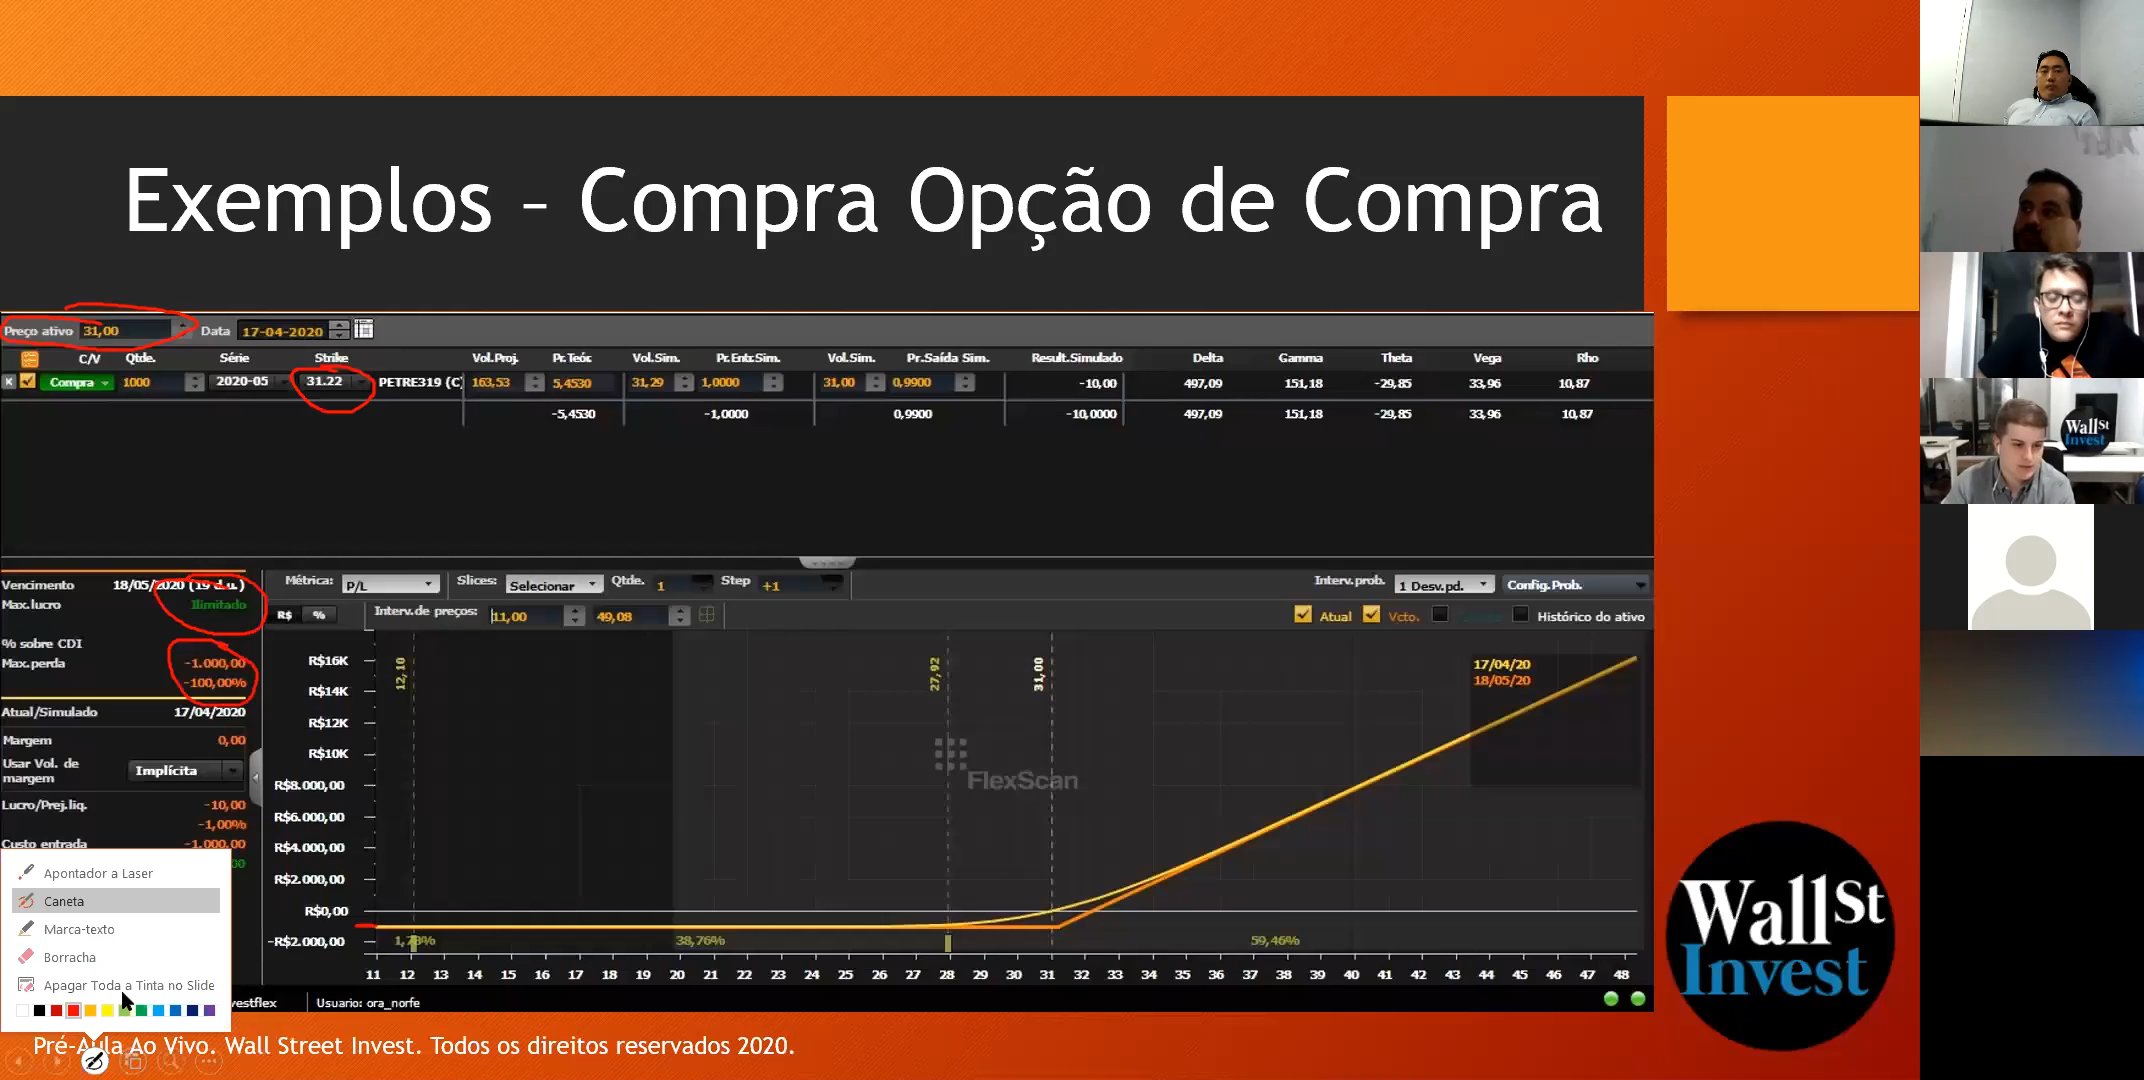 Exemplos – Compra Opção de Compra
Preço ativo 31,00 Data 17-04-2020
C/V Qtde. Série Strike Vol.Proj. Pr.Teór. Vol.Sim. Pr.Entr.Sim. Vol.Sim. Pr.Saída Sim. Result.Simulado Delta Gamma Theta Vega Rho
Compra 1000 2020-05 31.22 PETRE319 (C) 163,53 5,4530 31,29 1,0000 31,00 0,9900 -10,00 497,09 151,18 -29,85 33,96 10,87
-5,4530 -1,0000 0,9900 -10,0000 497,09 151,18 -29,85 33,96 10,87
Vencimento 18/05/2020 (19 d.u.)
Max.lucro Ilimitado
% sobre CDI
Max.perda -1.000,00
-100,00%
Atual/Simulado 17/04/2020
Margem 0,00
Usar Vol. de margem Implícita
Lucro/Prej.liq. -10,00
-1,00%
Custo entrada -1.000,00
Métrica: P/L Slices: Selecionar Qtde. 1 Step +1 Interv.prob. 1 Desv.pd. Config.Prob.
R$ % Interv.de preços: 11,00 49,08 Atual Vcto. Histórico do ativo
12,10 27,92 31,00
17/04/20
18/05/20
R$16K
R$14K
R$12K
R$10K
R$8.000,00
R$6.000,00
R$4.000,00
R$2.000,00
R$0,00
-R$2.000,00
FlexScan
1,78% 38,76% 59,46%
11 12 13 14 15 16 17 18 19 20 21 22 23 24 25 26 27 28 29 30 31 32 33 34 35 36 37 38 39 40 41 42 43 44 45 46 47 48
Usuario: ora_norfe
Apontador a Laser
Caneta
Marca-texto
Borracha
Apagar Toda a Tinta no Slide
Pré-Aula Ao Vivo. Wall Street Invest. Todos os direitos reservados 2020.
Wall St
Invest
Wall St
Invest